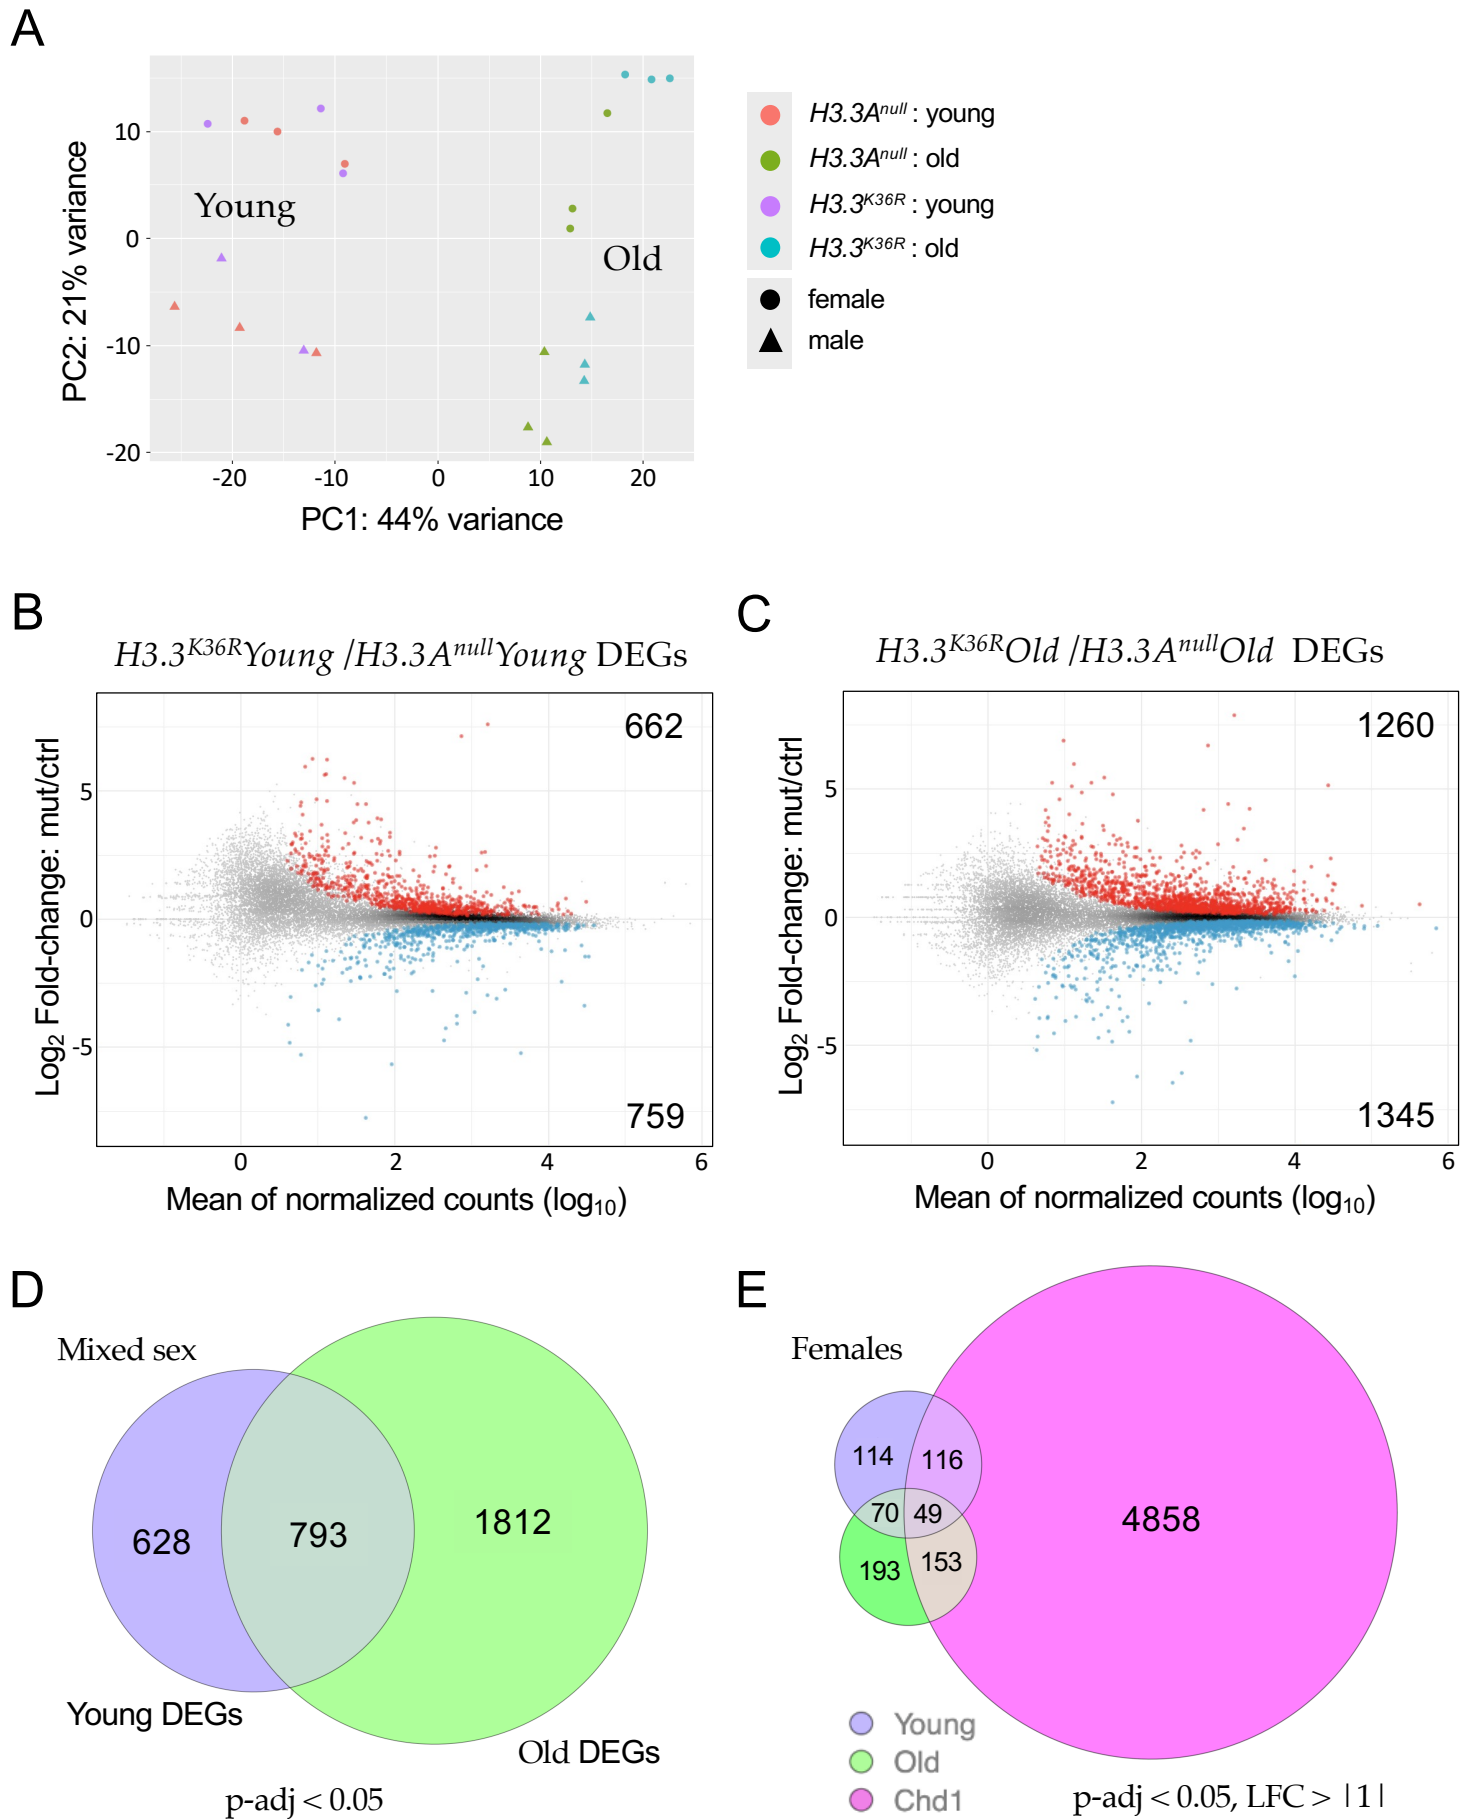 A
PC2: 21% variance
10
0
-10
-20
Young
Old
-20
-10
0
10
20
PC1: 44% variance
H3.3A^null : young
H3.3A^null : old
H3.3^K36R : young
H3.3^K36R : old
female
male
B
H3.3^K36R Young /H3.3A^null Young DEGs
Log₂ Fold-change: mut/ctrl
662
5
0
-5
759
0
2
4
6
Mean of normalized counts (log₁₀)
C
H3.3^K36R Old /H3.3A^null Old DEGs
Log₂ Fold-change: mut/ctrl
1260
5
0
-5
1345
0
2
4
6
Mean of normalized counts (log₁₀)
D
Mixed sex
628
793
1812
Young DEGs
Old DEGs
p-adj < 0.05
E
Females
114
116
70
49
4858
193
153
Young
Old
Chd1
p-adj < 0.05, LFC > |1|